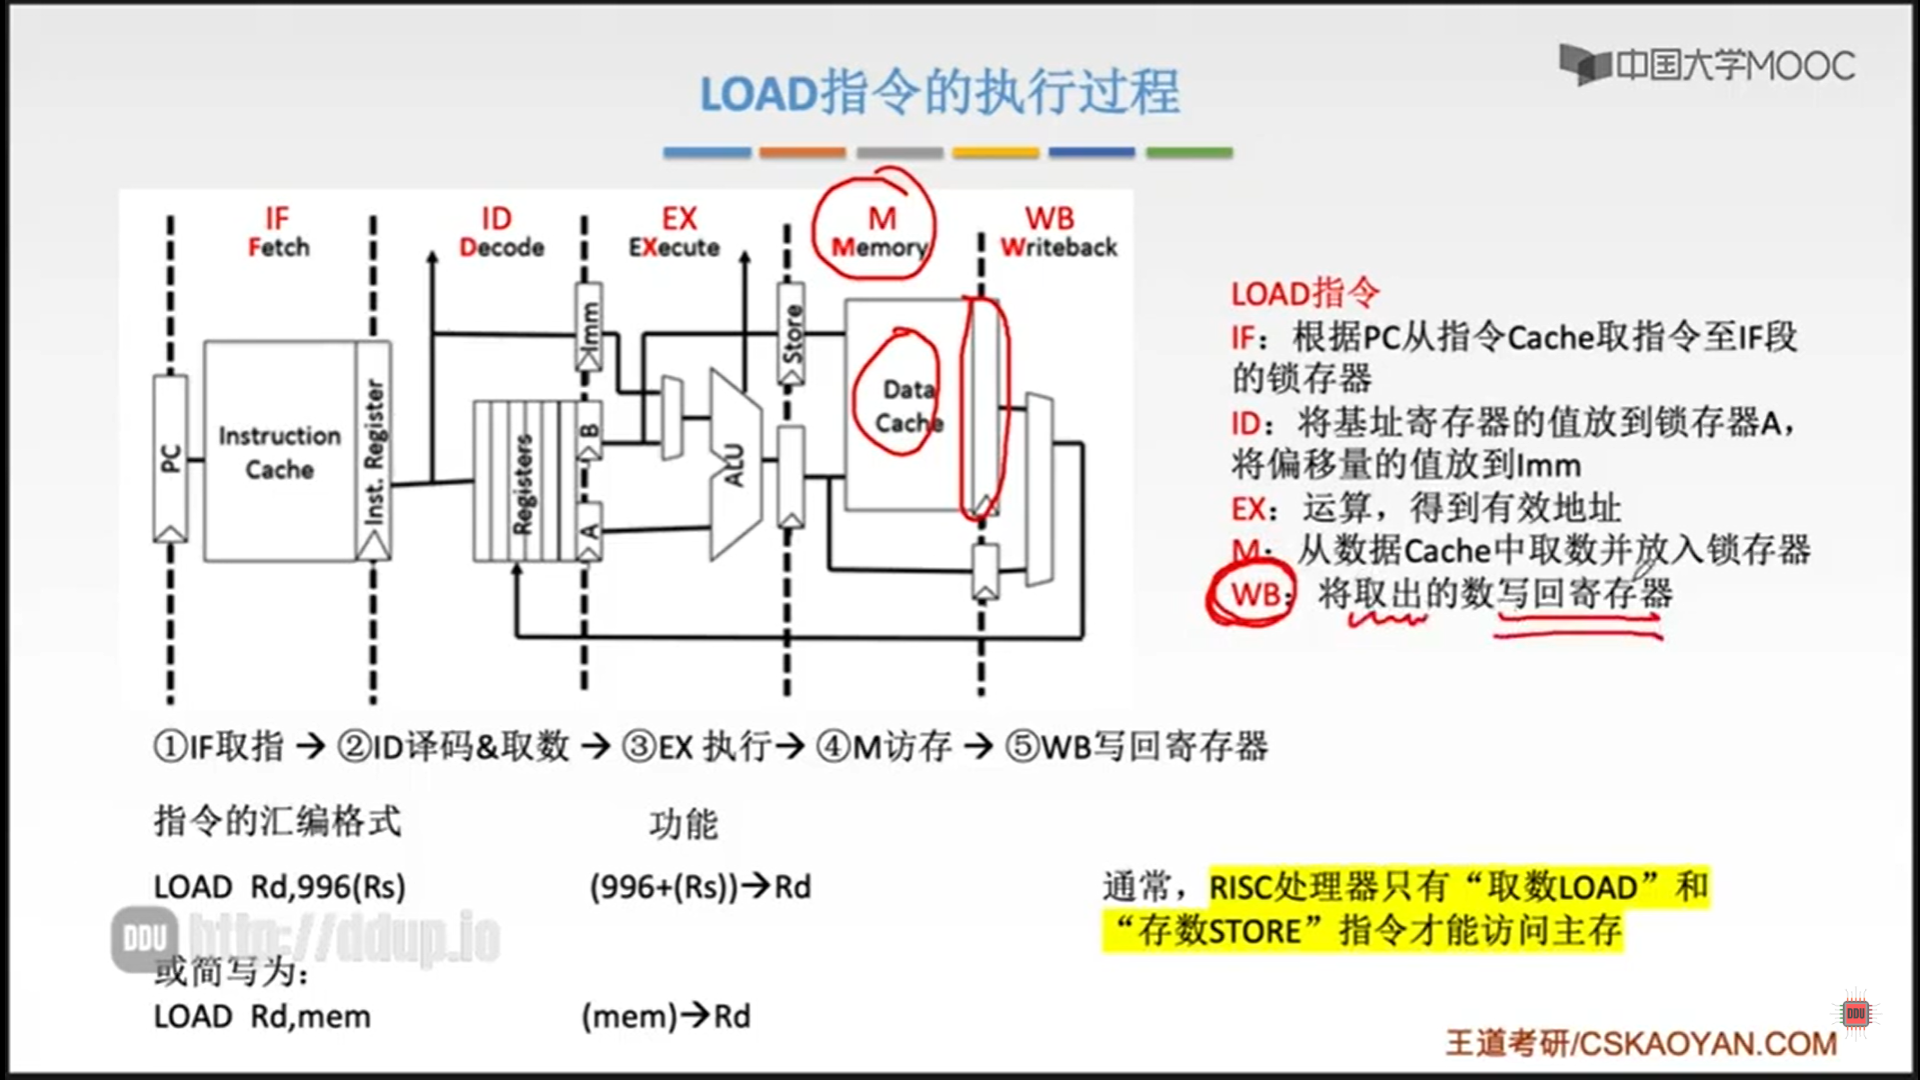 中国大学MOOC
LOAD指令的执行过程
IF
Fetch
ID
Decode
EX
EXecute
M
Memory
WB
Writeback
PC
Instruction
Cache
Inst. Register
Registers
Imm
B
A
ALU
Store
Data
Cache
LOAD指令
IF：根据PC从指令Cache取指令至IF段
的锁存器
ID：将基址寄存器的值放到锁存器A，
将偏移量的值放到Imm
EX：运算，得到有效地址
M：从数据Cache中取数并放入锁存器
WB：将取出的数写回寄存器
①IF取指 → ②ID译码&取数 → ③EX 执行→ ④M访存 → ⑤WB写回寄存器
指令的汇编格式 功能
LOAD Rd,996(Rs) (996+(Rs))→Rd
或简写为：
LOAD Rd,mem (mem)→Rd
通常，RISC处理器只有“取数LOAD”和
“存数STORE”指令才能访问主存
DDU http://ddup.io
DDU
王道考研/CSKAOYAN.COM